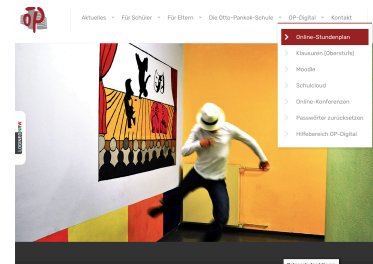 op
Aktuelles Für Schüler Für Eltern Die Otto-Pankok-Schule OP-Digital Kontakt
Online-Stundenplan
Klausuren (Oberstufe)
Moodle
Schulcloud
Online-Konferenzen
Passwörter zurücksetzen
Hilfebereich OP-Digital